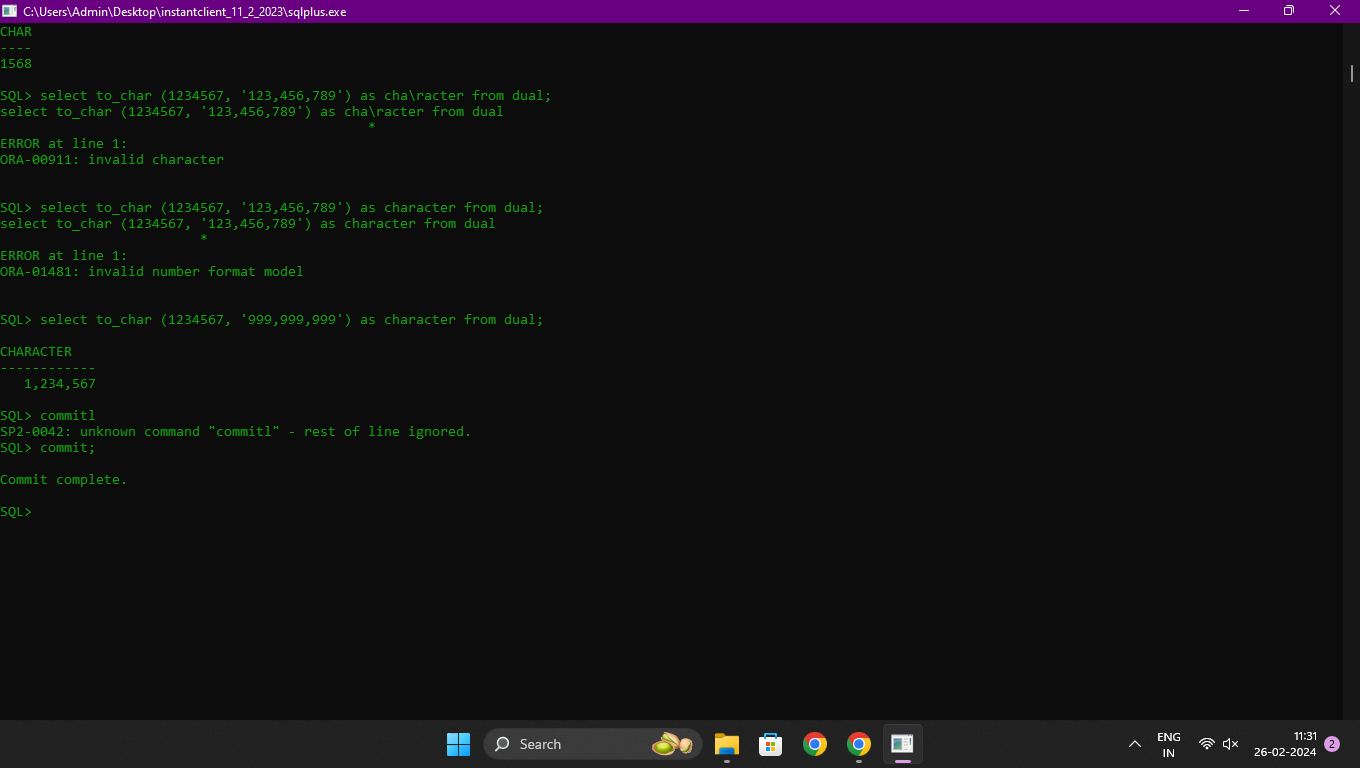 C:\Users\Admin\Desktop\instantclient_11_2_2023\sqlplus.exe
CHAR
----
1568
SQL> select to_char (1234567, '123,456,789') as cha\racter from dual;
select to_char (1234567, '123,456,789') as cha\racter from dual
*
ERROR at line 1:
ORA-00911: invalid character
SQL> select to_char (1234567, '123,456,789') as character from dual;
select to_char (1234567, '123,456,789') as character from dual
*
ERROR at line 1:
ORA-01481: invalid number format model
SQL> select to_char (1234567, '999,999,999') as character from dual;
CHARACTER
------------
1,234,567
SQL> commitl
SP2-0042: unknown command "commitl" - rest of line ignored.
SQL> commit;
Commit complete.
SQL>
Search
ENG
IN
11:31
26-02-2024
2